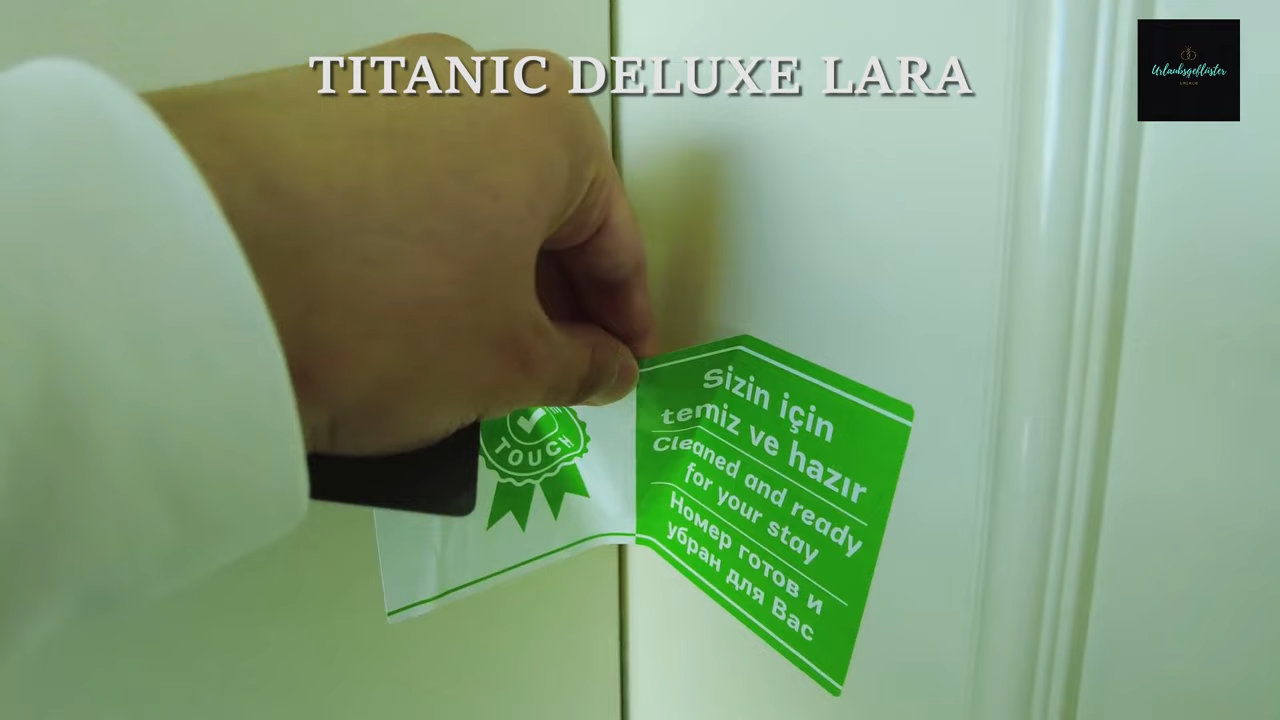 TITANIC DELUXE LARA
Urlaubsgeflüster
TOUCH
Sizin için
temiz ve hazır
Cleaned and ready
for your stay
Номер готов и
убран для Вас